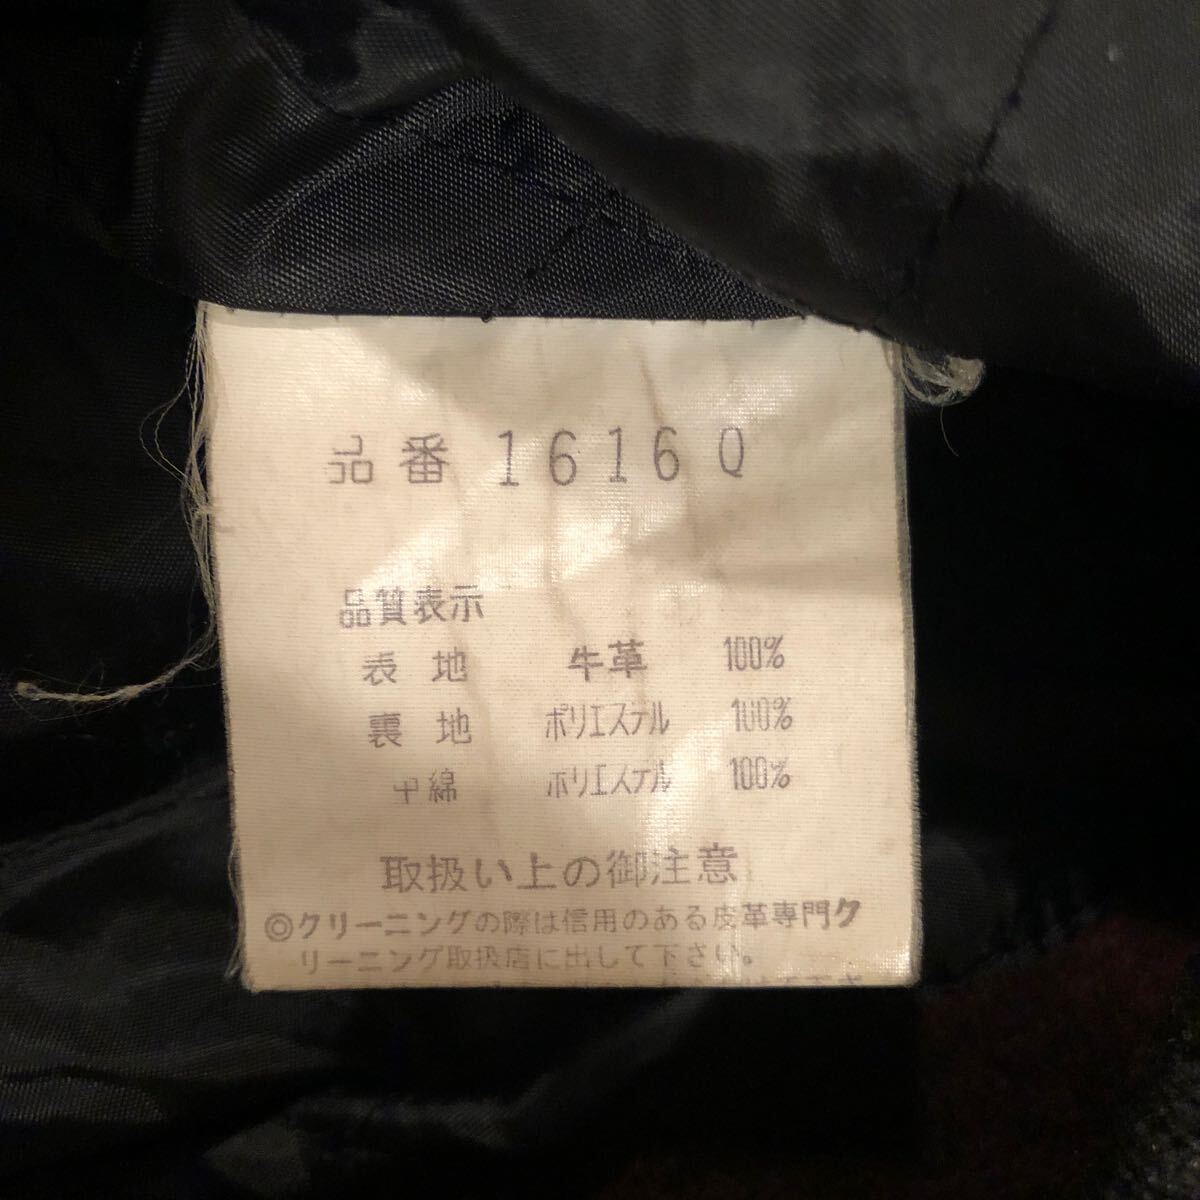 品番 1616Q
品質表示
表地 牛革 100%
裏地 ポリエステル 100%
中綿 ポリエステル 100%
取扱い上の御注意
◎クリーニングの際は信用のある皮革専門ク
リーニング取扱店に出して下さい。